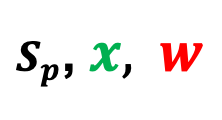 Sₚ, x, w